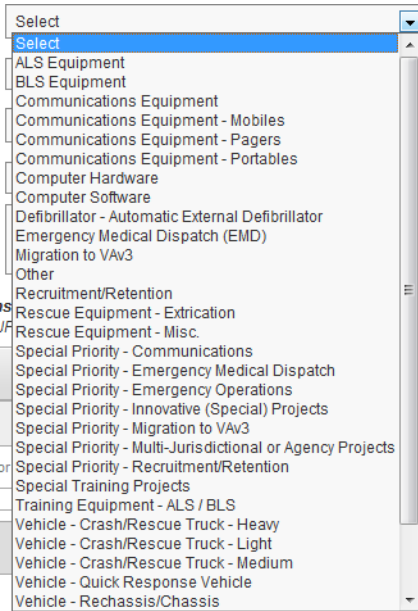 Select
Select
ALS Equipment
BLS Equipment
Communications Equipment
Communications Equipment - Mobiles
Communications Equipment - Pagers
Communications Equipment - Portables
Computer Hardware
Computer Software
Defibrillator - Automatic External Defibrillator
Emergency Medical Dispatch (EMD)
Migration to VAv3
Other
Recruitment/Retention
Rescue Equipment - Extrication
Rescue Equipment - Misc.
Special Priority - Communications
Special Priority - Emergency Medical Dispatch
Special Priority - Emergency Operations
Special Priority - Innovative (Special) Projects
Special Priority - Migration to VAv3
Special Priority - Multi-Jurisdictional or Agency Projects
Special Priority - Recruitment/Retention
Special Training Projects
Training Equipment - ALS / BLS
Vehicle - Crash/Rescue Truck - Heavy
Vehicle - Crash/Rescue Truck - Light
Vehicle - Crash/Rescue Truck - Medium
Vehicle - Quick Response Vehicle
Vehicle - Rechassis/Chassis